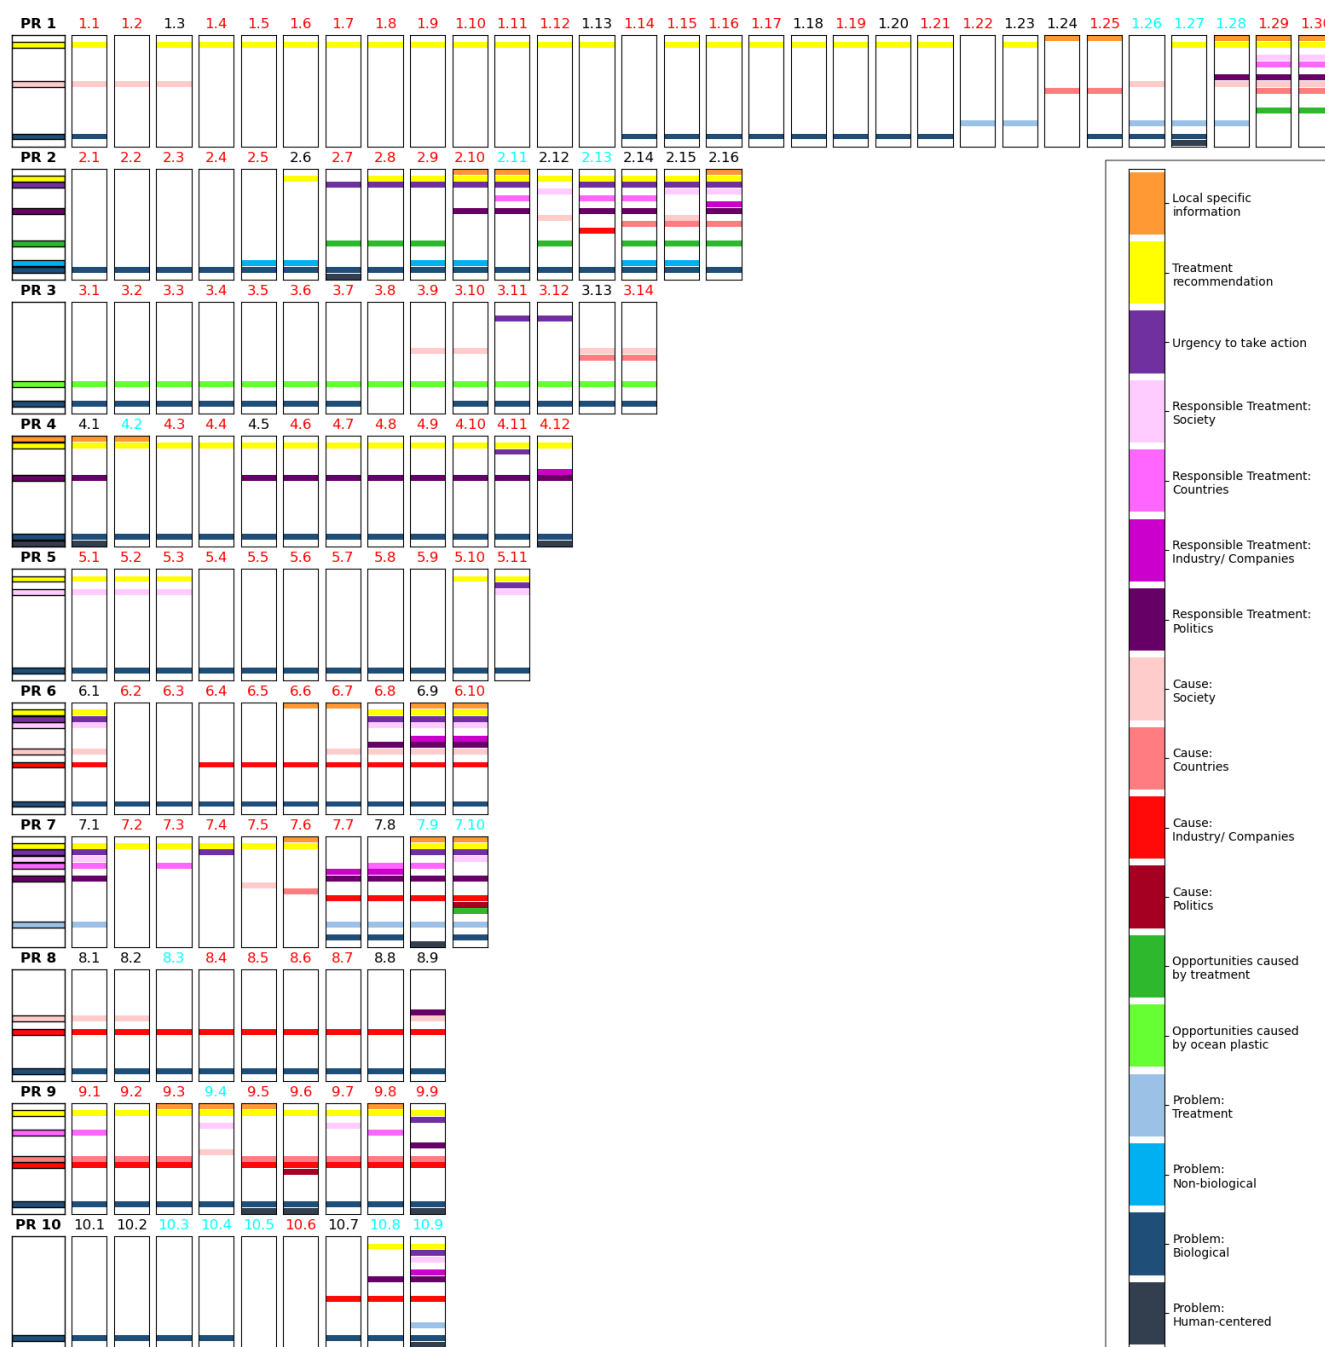 PR 1 1.1 1.2 1.3 1.4 1.5 1.6 1.7 1.8 1.9 1.10 1.11 1.12 1.13 1.14 1.15 1.16 1.17 1.18 1.19 1.20 1.21 1.22 1.23 1.24 1.25 1.26 1.27 1.28 1.29 1.30
PR 2 2.1 2.2 2.3 2.4 2.5 2.6 2.7 2.8 2.9 2.10 2.11 2.12 2.13 2.14 2.15 2.16
PR 3 3.1 3.2 3.3 3.4 3.5 3.6 3.7 3.8 3.9 3.10 3.11 3.12 3.13 3.14
PR 4 4.1 4.2 4.3 4.4 4.5 4.6 4.7 4.8 4.9 4.10 4.11 4.12
PR 5 5.1 5.2 5.3 5.4 5.5 5.6 5.7 5.8 5.9 5.10 5.11
PR 6 6.1 6.2 6.3 6.4 6.5 6.6 6.7 6.8 6.9 6.10
PR 7 7.1 7.2 7.3 7.4 7.5 7.6 7.7 7.8 7.9 7.10
PR 8 8.1 8.2 8.3 8.4 8.5 8.6 8.7 8.8 8.9
PR 9 9.1 9.2 9.3 9.4 9.5 9.6 9.7 9.8 9.9
PR 10 10.1 10.2 10.3 10.4 10.5 10.6 10.7 10.8 10.9
Local specific
information
Treatment
recommendation
Urgency to take action
Responsible Treatment:
Society
Responsible Treatment:
Countries
Responsible Treatment:
Industry/ Companies
Responsible Treatment:
Politics
Cause:
Society
Cause:
Countries
Cause:
Industry/ Companies
Cause:
Politics
Opportunities caused
by treatment
Opportunities caused
by ocean plastic
Problem:
Treatment
Problem:
Non-biological
Problem:
Biological
Problem:
Human-centered